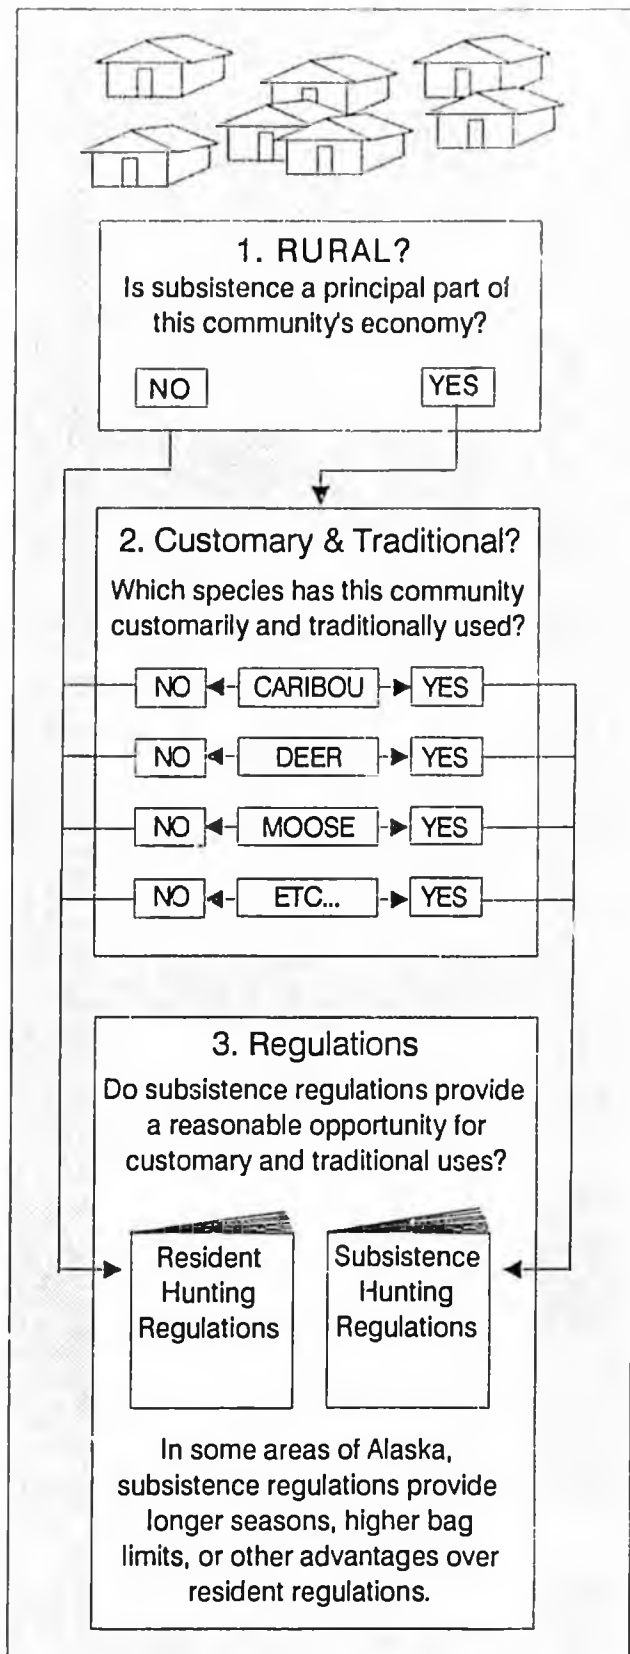 1. RURAL?
Is subsistence a principal part of
this community's economy?
NO YES
2. Customary & Traditional?
Which species has this community
customarily and traditionally used?
NO CARIBOU YES
NO DEER YES
NO MOOSE YES
NO ETC... YES
3. Regulations
Do subsistence regulations provide
a reasonable opportunity for
customary and traditional uses?
Resident
Hunting
Regulations
Subsistence
Hunting
Regulations
In some areas of Alaska,
subsistence regulations provide
longer seasons, higher bag
limits, or other advantages over
resident regulations.